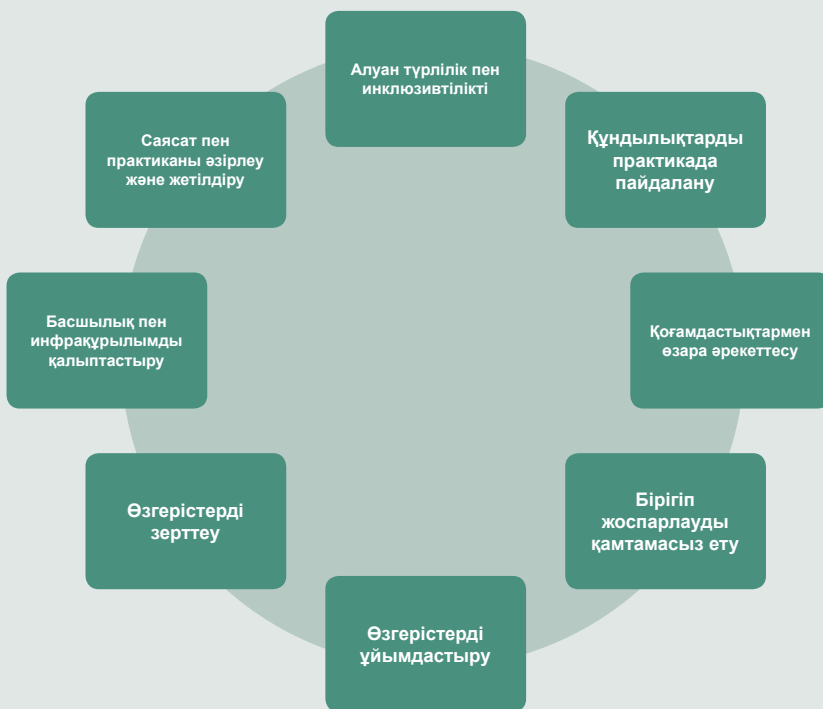 Алуан түрлілік пен
инклюзивтілікті
Құндылықтарды
практикада
пайдалану
Қоғамдастықтармен
өзара әрекеттесу
Бірігіп
жоспарлауды
қамтамасыз ету
Өзгерістерді
ұйымдастыру
Өзгерістерді
зерттеу
Басшылық пен
инфрақұрылымды
қалыптастыру
Саясат пен
практиканы әзірлеу
және жетілдіру